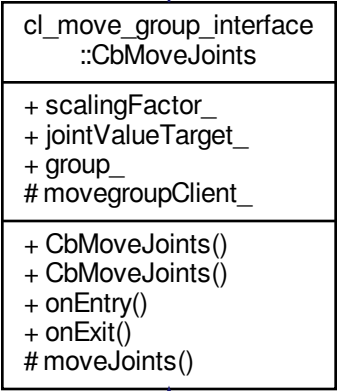 cl_move_group_interface
::CbMoveJoints
+ scalingFactor_
+ jointValueTarget_
+ group_
# movegroupClient_
+ CbMoveJoints()
+ CbMoveJoints()
+ onEntry()
+ onExit()
# moveJoints()